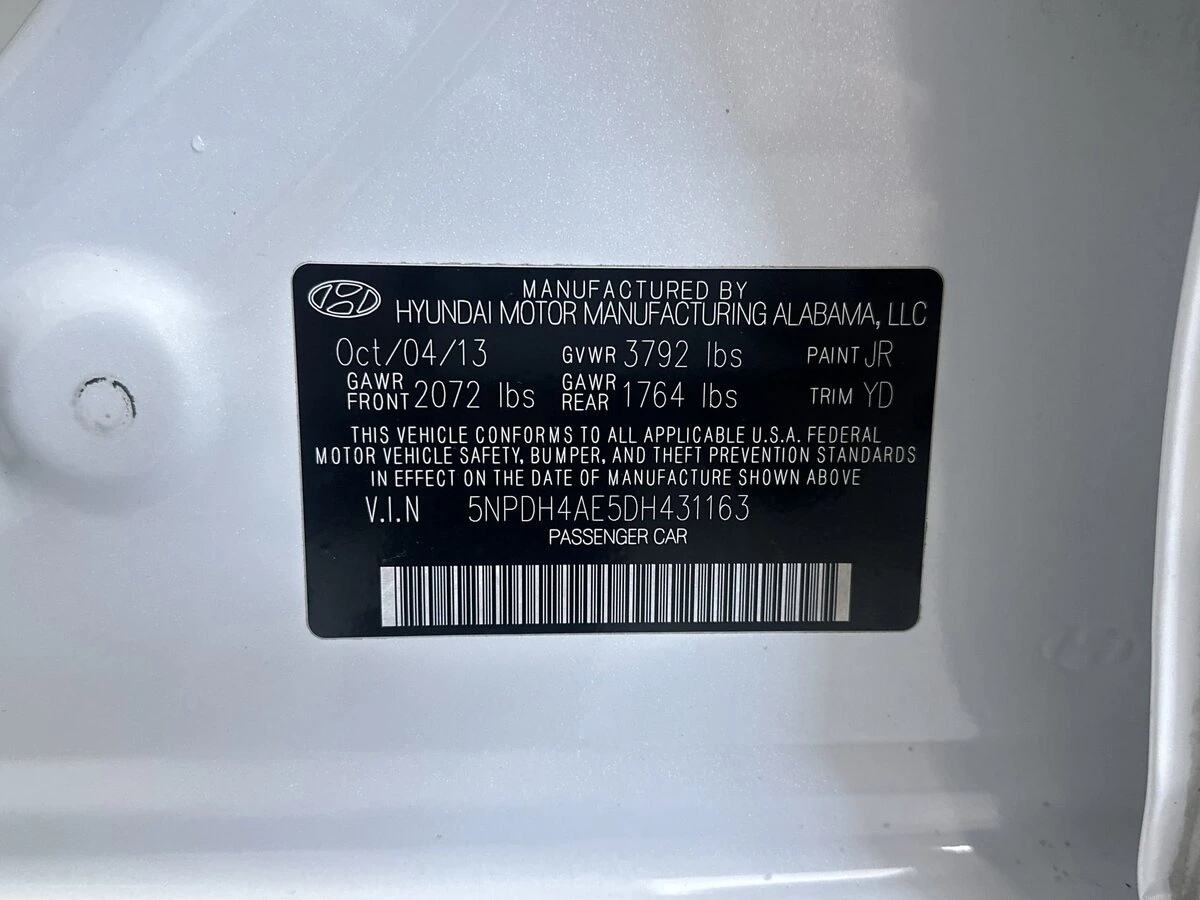 MANUFACTURED BY
HYUNDAI MOTOR MANUFACTURING ALABAMA, LLC
Oct/04/13 GVWR 3792 lbs PAINT JR
GAWR FRONT 2072 lbs GAWR REAR 1764 lbs TRIM YD
THIS VEHICLE CONFORMS TO ALL APPLICABLE U.S.A. FEDERAL
MOTOR VEHICLE SAFETY, BUMPER, AND THEFT PREVENTION STANDARDS
IN EFFECT ON THE DATE OF MANUFACTURE SHOWN ABOVE
V.I.N 5NPDH4AE5DH431163
PASSENGER CAR